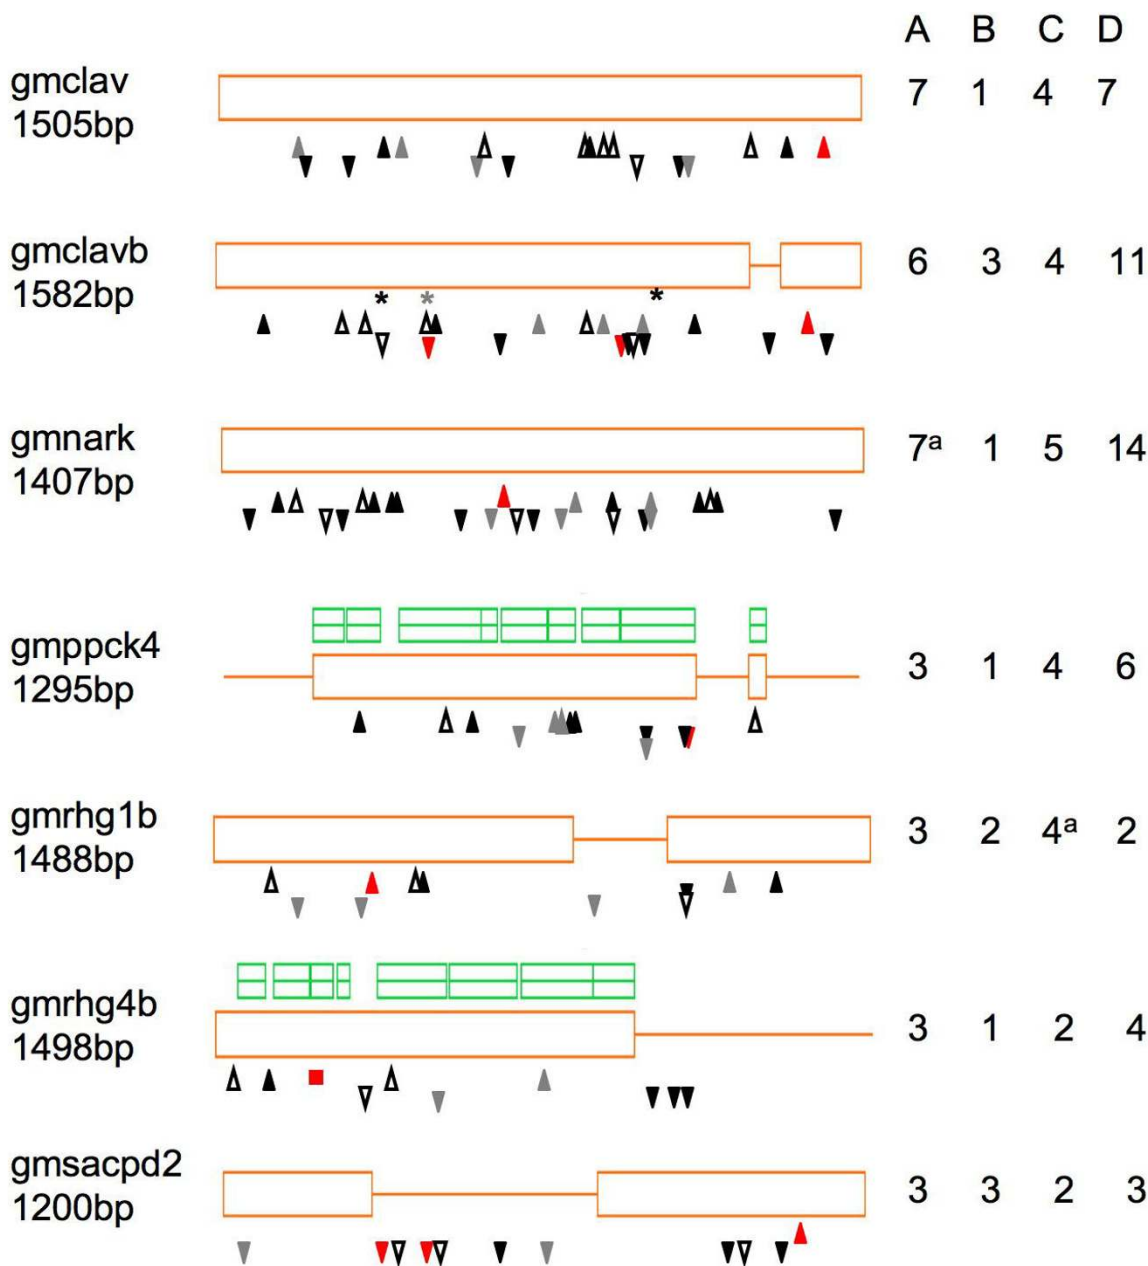 A B C D
gmclav 7 1 4 7
1505bp
gmclavb 6 3 4 11
1582bp
* * *
gmnark 7ᵃ 1 5 14
1407bp
gmppck4 3 1 4 6
1295bp
gmrhg1b 3 2 4ᵃ 2
1488bp
gmrhg4b 3 1 2 4
1498bp
gmsacpd2 3 3 2 3
1200bp